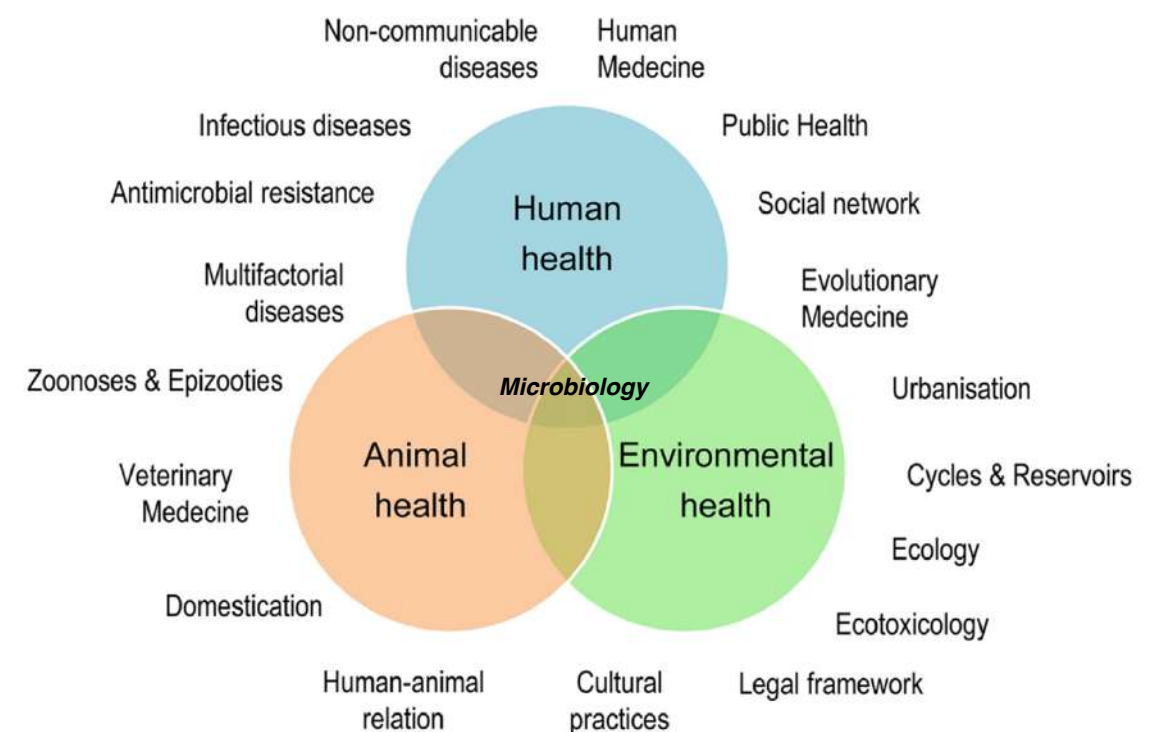 Non-communicable
diseases
Human
Medecine
Infectious diseases
Public Health
Antimicrobial resistance
Social network
Human
health
Multifactorial
diseases
Evolutionary
Medecine
Zoonoses & Epizooties
Microbiology
Urbanisation
Animal
health
Environmental
health
Veterinary
Medecine
Cycles & Reservoirs
Ecology
Domestication
Ecotoxicology
Human-animal
relation
Cultural
practices
Legal framework